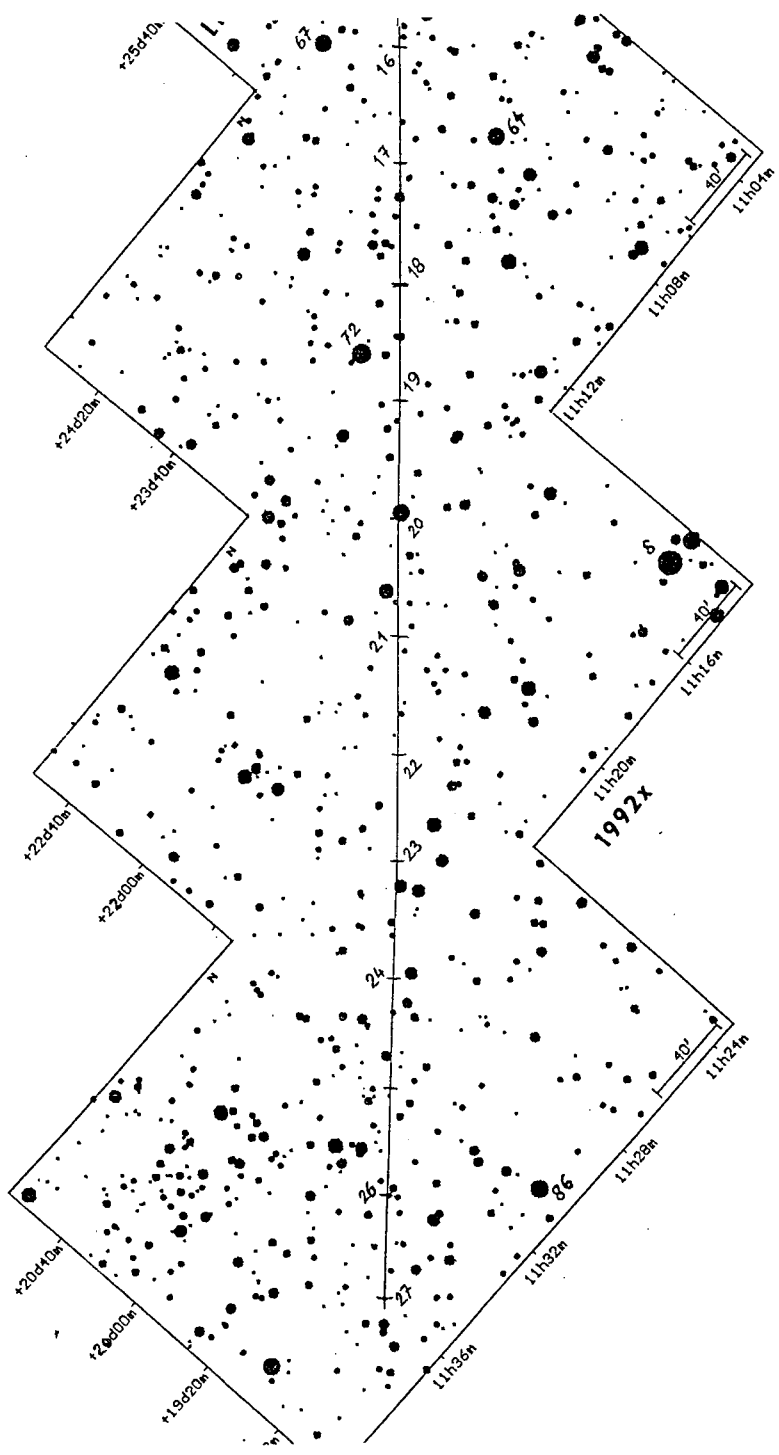 +25d40m
67
16
N
64
17
40'
11h04m
18
11h08m
72
19
11h12m
+24d20m
+23d40m
20
N
δ
40'
21
11h16m
22
11h20m
1992x
+22d40m
23
+22d00m
24
N
40'
11h24m
11h28m
26
86
11h32m
+20d40m
27
+20d00m
11h36m
+19d20m